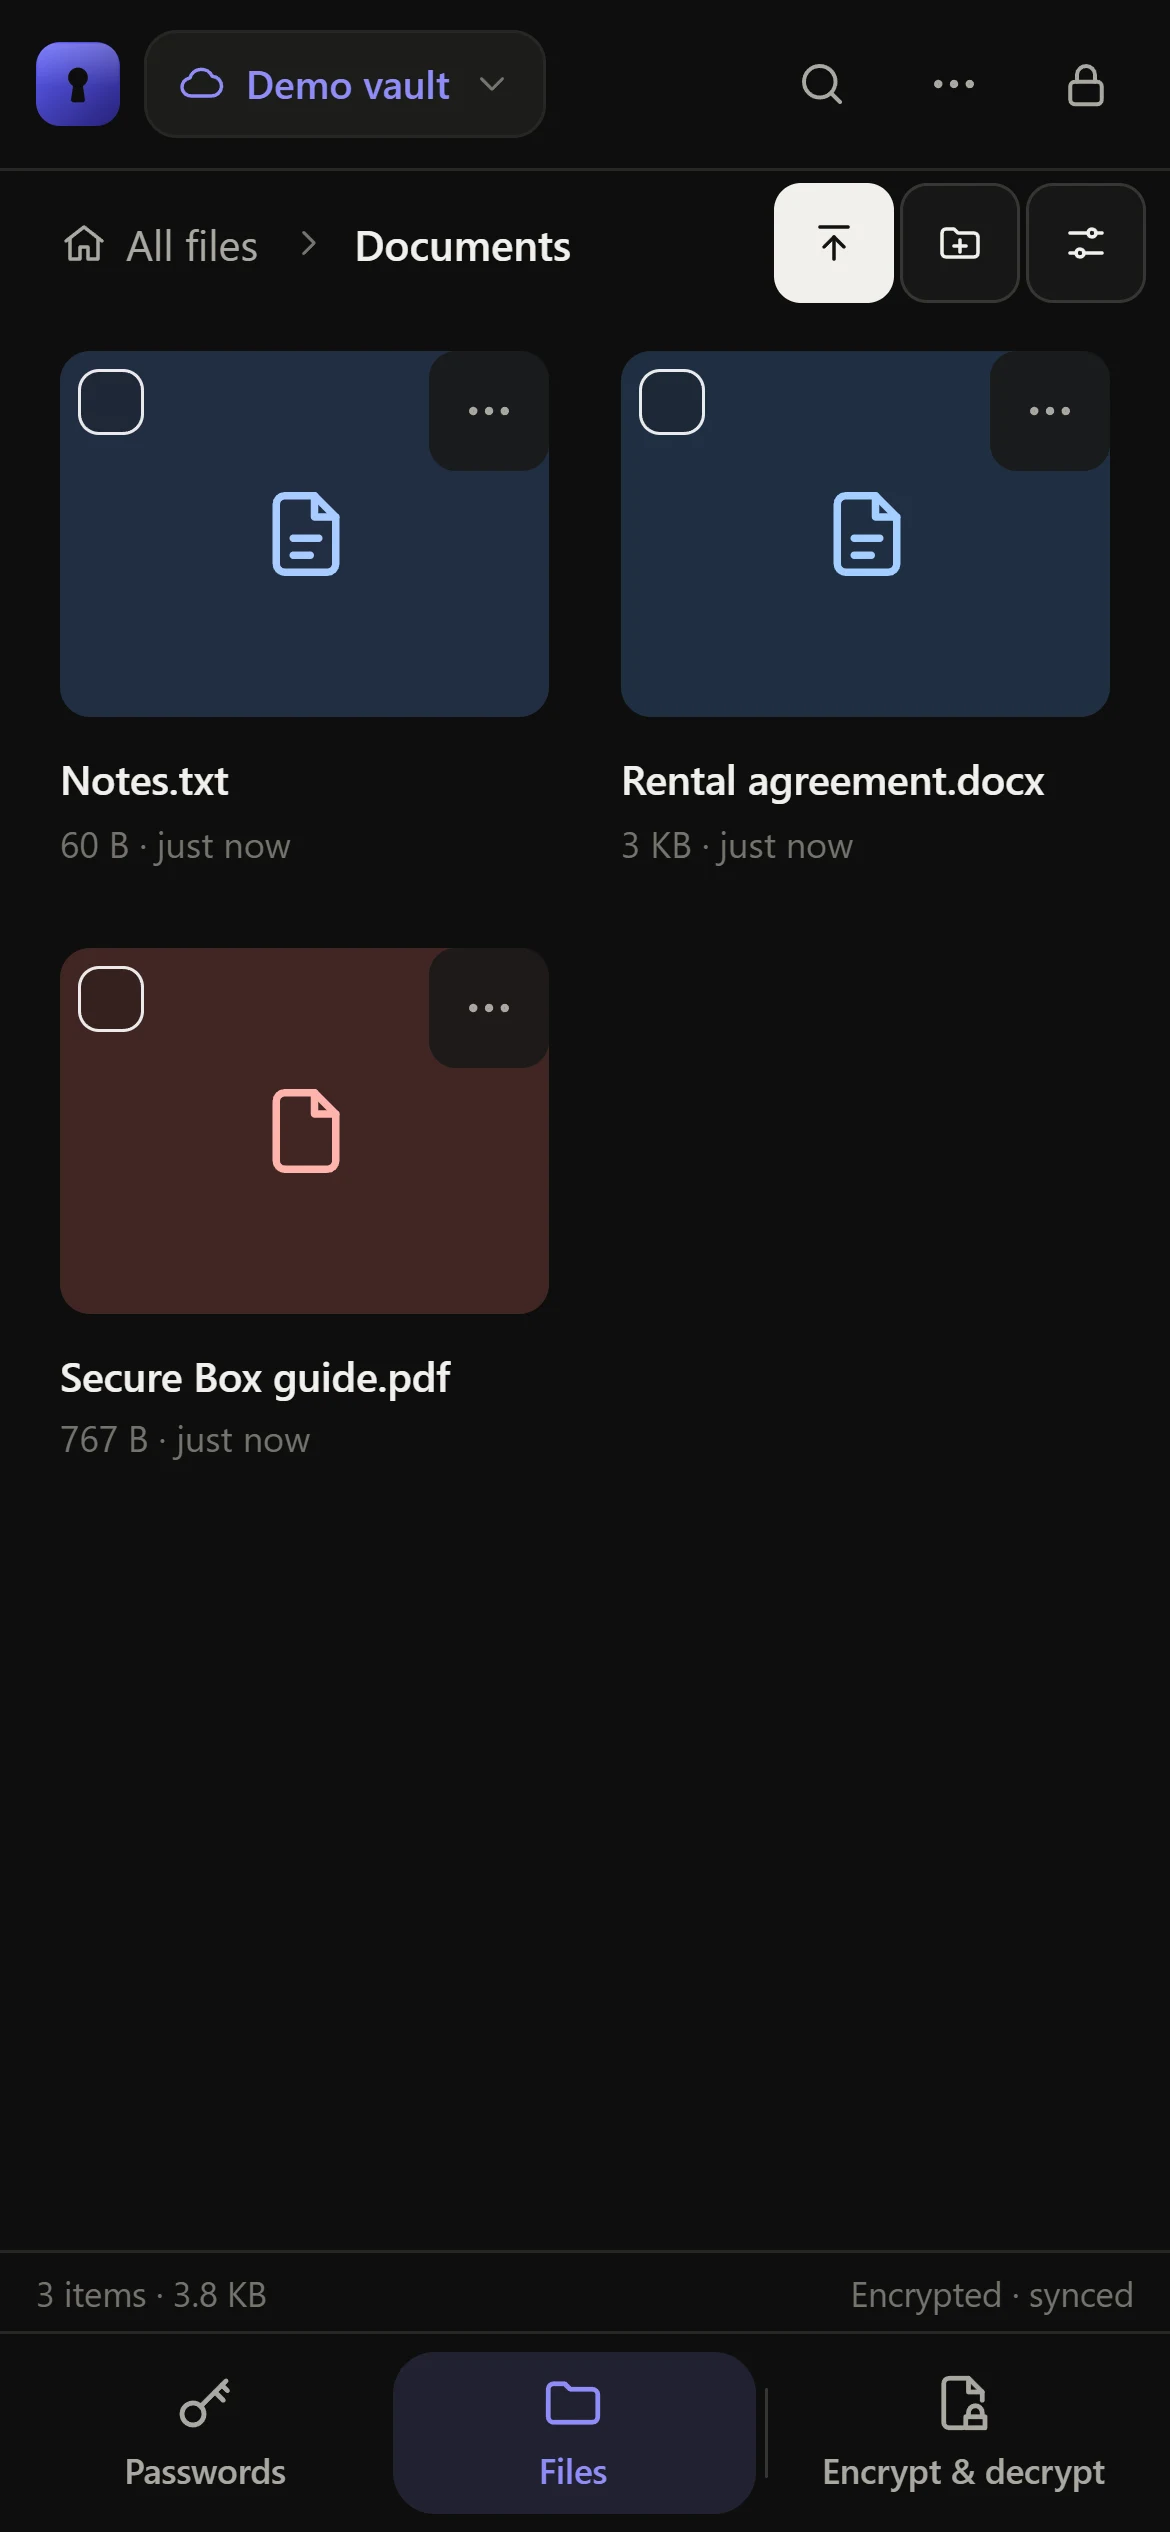 Demo vault
All files > Documents
Notes.txt
60 B · just now
Rental agreement.docx
3 KB · just now
Secure Box guide.pdf
767 B · just now
3 items · 3.8 KB
Encrypted · synced
Passwords
Files
Encrypt & decrypt